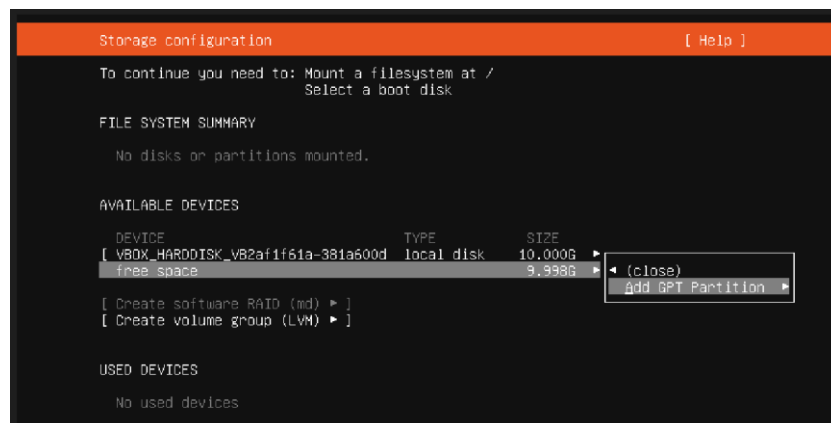 Storage configuration [ Help ]
To continue you need to: Mount a filesystem at /
Select a boot disk
FILE SYSTEM SUMMARY
No disks or partitions mounted.
AVAILABLE DEVICES
DEVICE TYPE SIZE
[ VBOX_HARDDISK_VB2af1f61a-381a600d local disk 10.000G ▸
free space 9.998G ▸ ◂ (close)
Add GPT Partition ▸
[ Create software RAID (md) ▸ ]
[ Create volume group (LVM) ▸ ]
USED DEVICES
No used devices